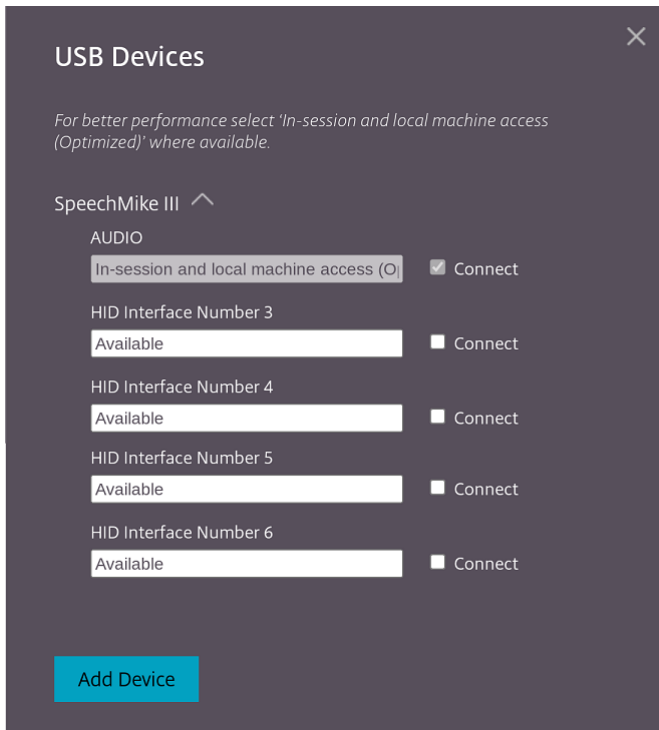 USB Devices
For better performance select ‘In-session and local machine access
(Optimized)’ where available.
SpeechMike III
AUDIO
In-session and local machine access (Op
Connect
HID Interface Number 3
Available
Connect
HID Interface Number 4
Available
Connect
HID Interface Number 5
Available
Connect
HID Interface Number 6
Available
Connect
Add Device